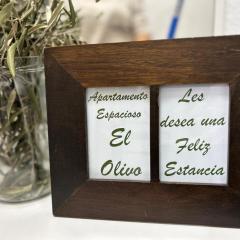 Apartamento
Espacioso
El
Olivo
Les
desea una
Feliz
Estancia